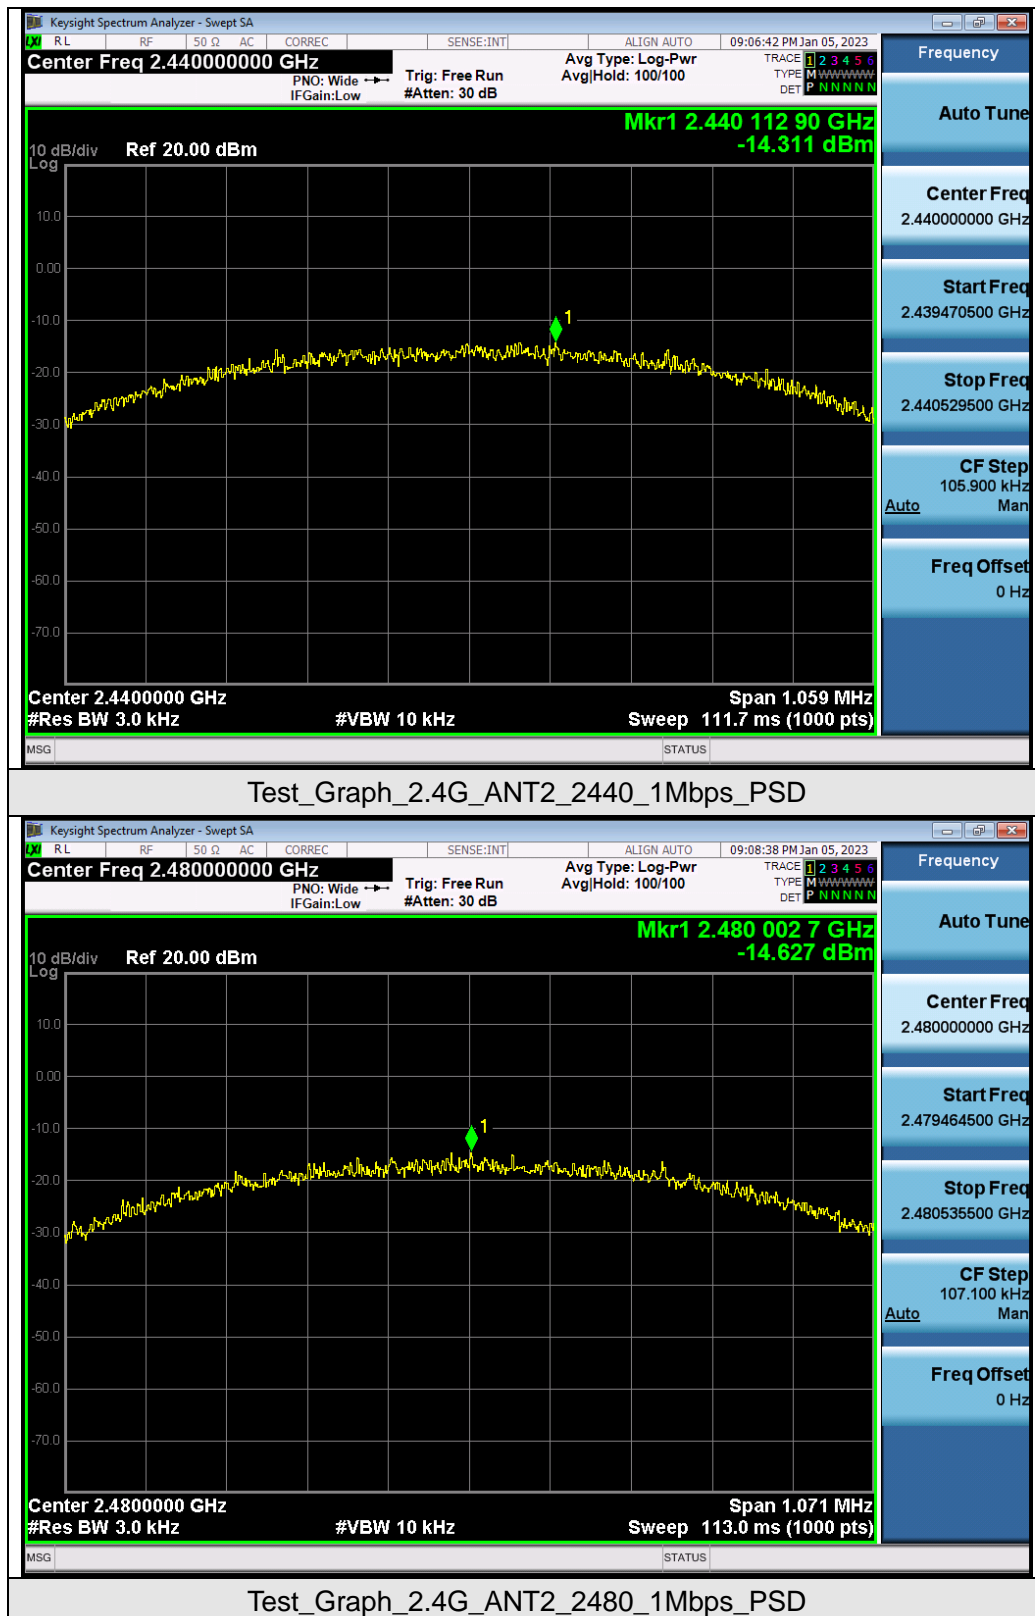 Keysight Spectrum Analyzer - Swept SA
LXI RL RF 50 Ω AC CORREC SENSE:INT ALIGN AUTO 09:06:42 PM Jan 05, 2023
Center Freq 2.440000000 GHz
PNO: Wide
IFGain:Low
Trig: Free Run
#Atten: 30 dB
Avg Type: Log-Pwr
Avg|Hold: 100/100
TRACE 1 2 3 4 5 6
TYPE M WWWWW
DET P N N N N N
Mkr1 2.440 112 90 GHz
-14.311 dBm
10 dB/div Ref 20.00 dBm
Log
10.0
0.00
-10.0
1
-20.0
-30.0
-40.0
-50.0
-60.0
-70.0
Center 2.4400000 GHz Span 1.059 MHz
#Res BW 3.0 kHz #VBW 10 kHz Sweep 111.7 ms (1000 pts)
MSG STATUS
Frequency
Auto Tune
Center Freq
2.440000000 GHz
Start Freq
2.439470500 GHz
Stop Freq
2.440529500 GHz
CF Step
105.900 kHz
Auto Man
Freq Offset
0 Hz
Test_Graph_2.4G_ANT2_2440_1Mbps_PSD
Keysight Spectrum Analyzer - Swept SA
LXI RL RF 50 Ω AC CORREC SENSE:INT ALIGN AUTO 09:08:38 PM Jan 05, 2023
Center Freq 2.480000000 GHz
PNO: Wide
IFGain:Low
Trig: Free Run
#Atten: 30 dB
Avg Type: Log-Pwr
Avg|Hold: 100/100
TRACE 1 2 3 4 5 6
TYPE M WWWWW
DET P N N N N N
Mkr1 2.480 002 7 GHz
-14.627 dBm
10 dB/div Ref 20.00 dBm
Log
10.0
0.00
-10.0
1
-20.0
-30.0
-40.0
-50.0
-60.0
-70.0
Center 2.4800000 GHz Span 1.071 MHz
#Res BW 3.0 kHz #VBW 10 kHz Sweep 113.0 ms (1000 pts)
MSG STATUS
Frequency
Auto Tune
Center Freq
2.480000000 GHz
Start Freq
2.479464500 GHz
Stop Freq
2.480535500 GHz
CF Step
107.100 kHz
Auto Man
Freq Offset
0 Hz
Test_Graph_2.4G_ANT2_2480_1Mbps_PSD